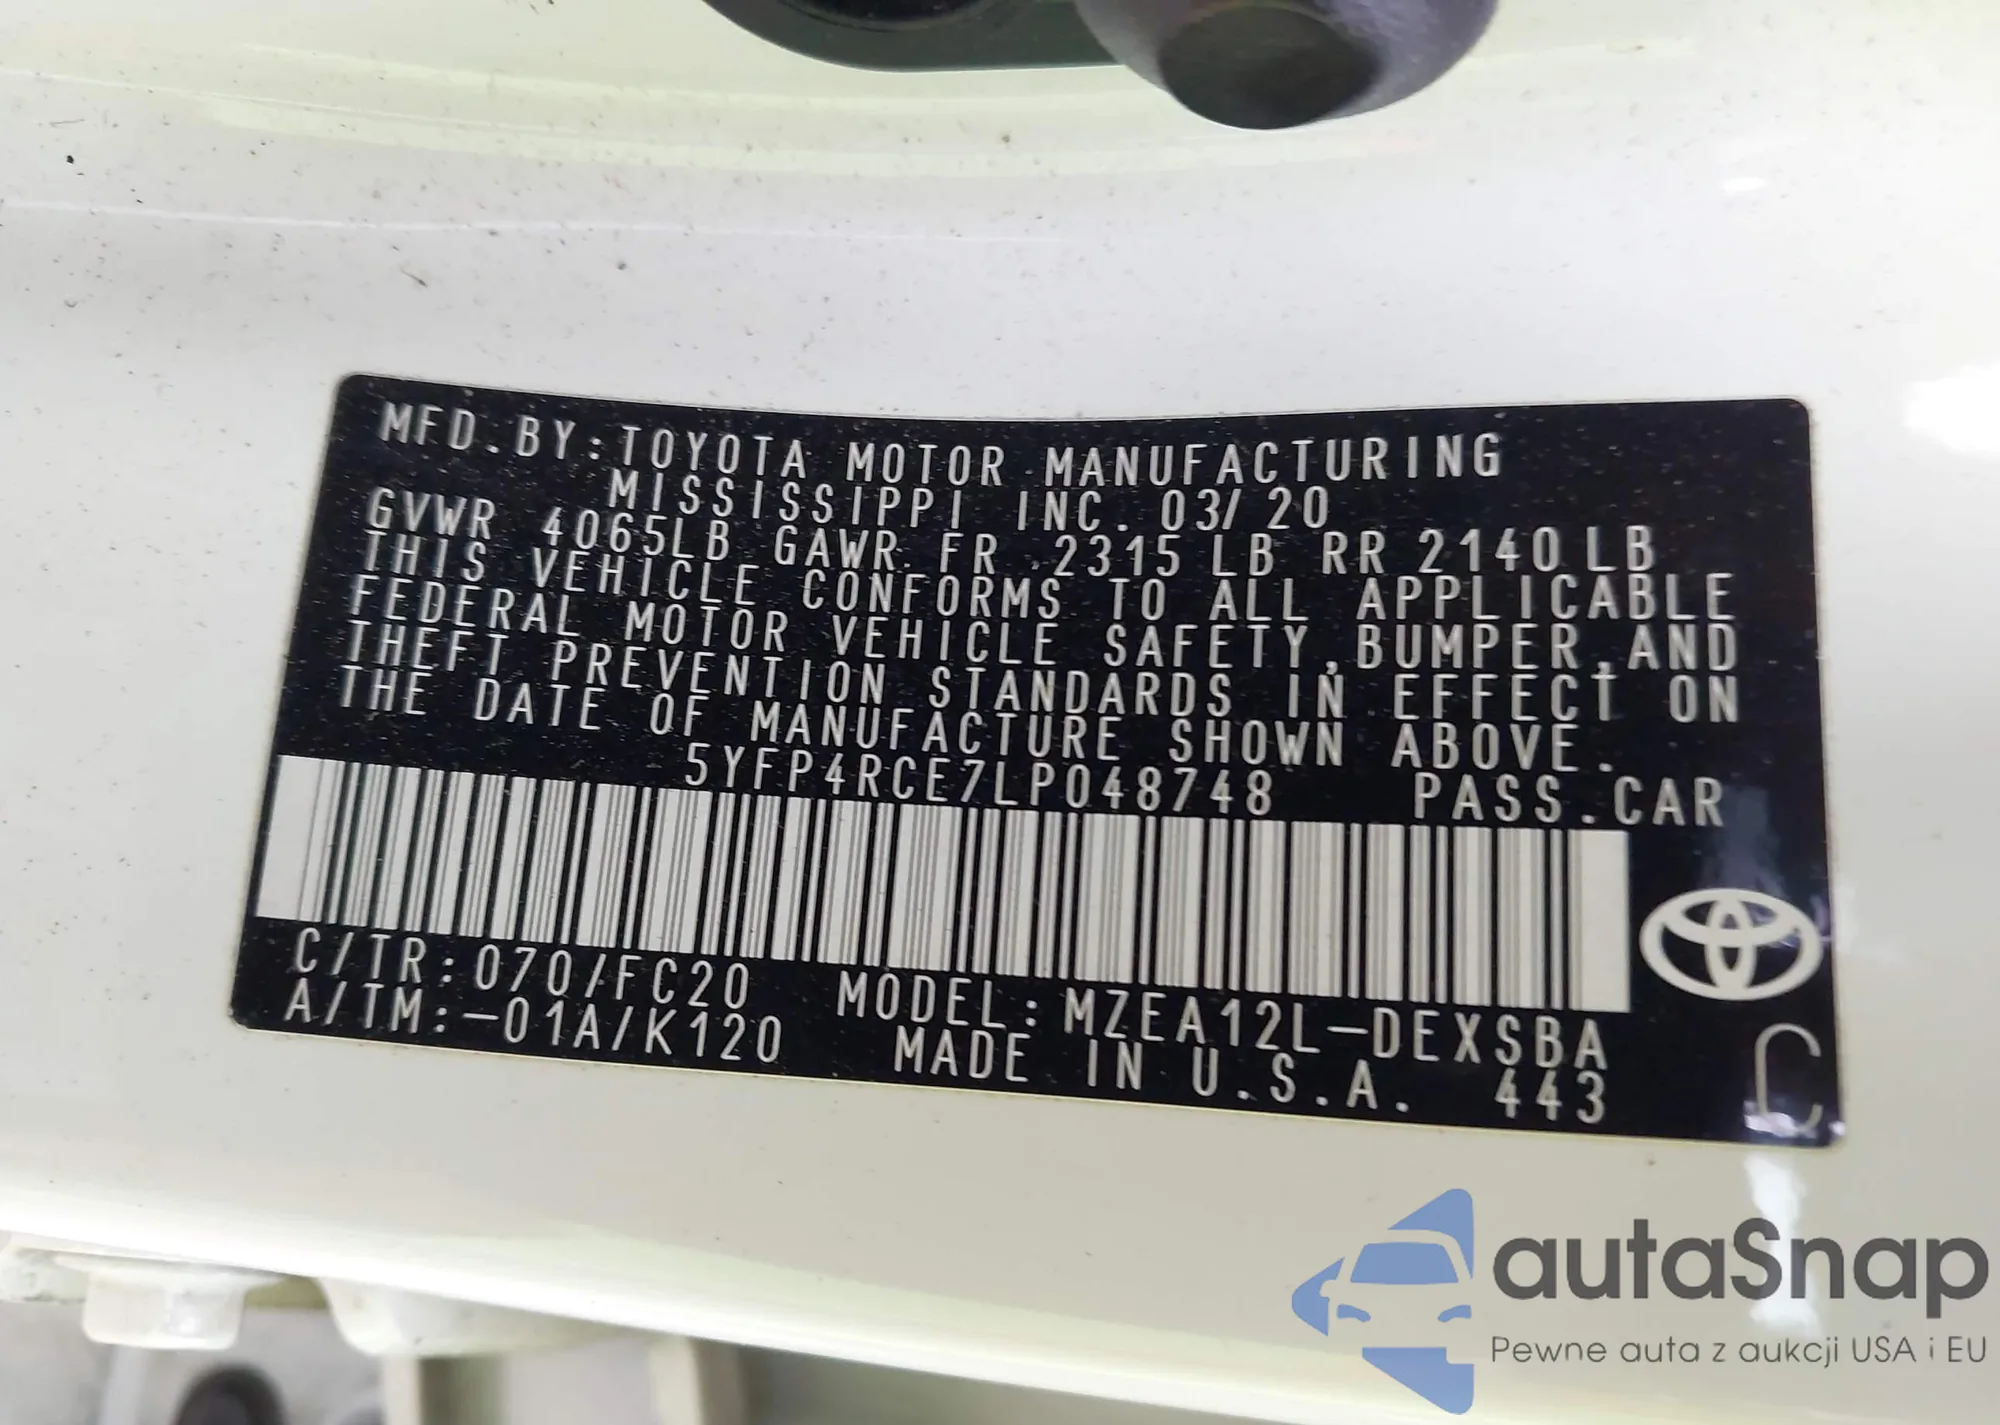 MFD.BY:TOYOTA MOTOR MANUFACTURING
MISSISSIPPI INC. 03/20
GVWR 4065LB GAWR FR 2315 LB RR 2140LB
THIS VEHICLE CONFORMS TO ALL APPLICABLE
FEDERAL MOTOR VEHICLE SAFETY,BUMPER,AND
THEFT PREVENTION STANDARDS IN EFFECT ON
THE DATE OF MANUFACTURE SHOWN ABOVE.
5YFP4RCE7LP048748 PASS.CAR
C/TR:070/FC20 MODEL:MZEA12L-DEXSBA
A/TM:-01A/K120 MADE IN U.S.A. 443
C
autaSnap
Pewne auta z aukcji USA i EU